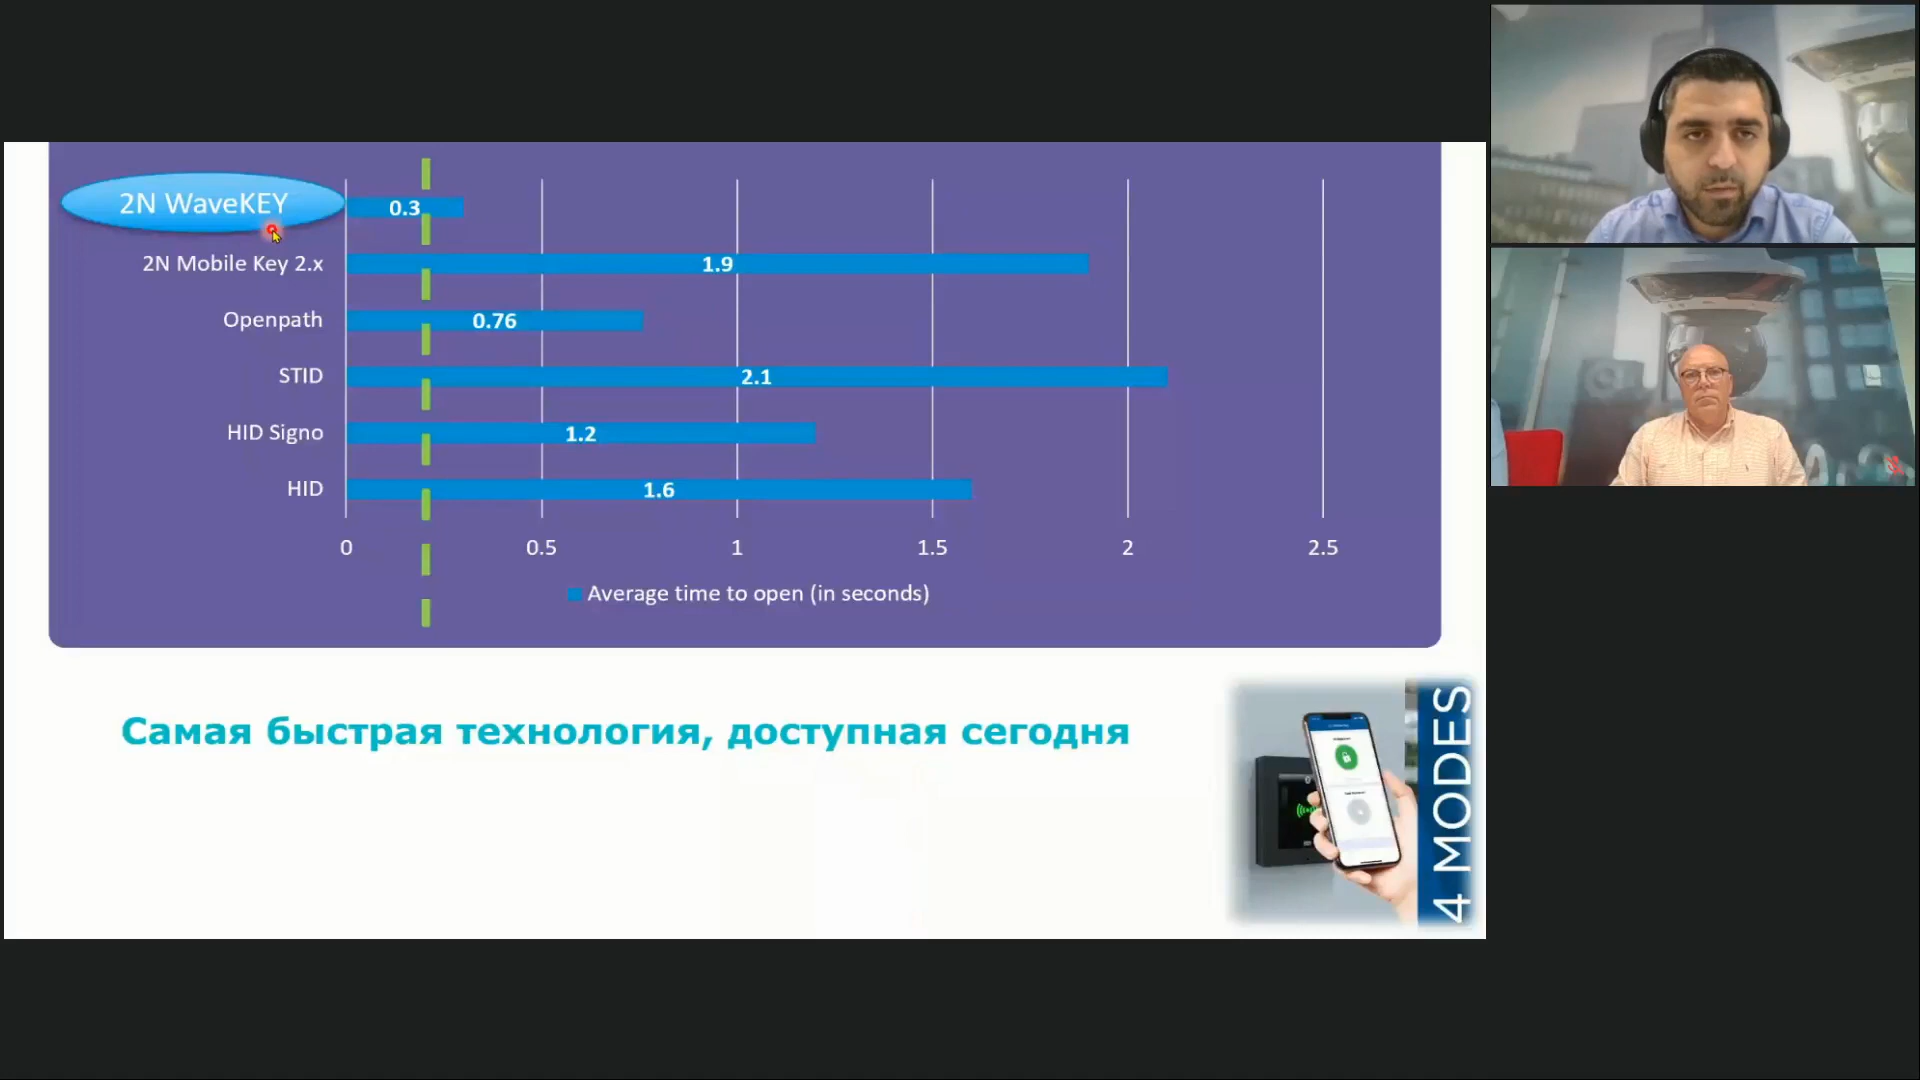 2N WaveKEY
0.3
2N Mobile Key 2.x
1.9
Openpath
0.76
STID
2.1
HID Signo
1.2
HID
1.6
0 0.5 1 1.5 2 2.5
Average time to open (in seconds)
Самая быстрая технология, доступная сегодня
4 MODES